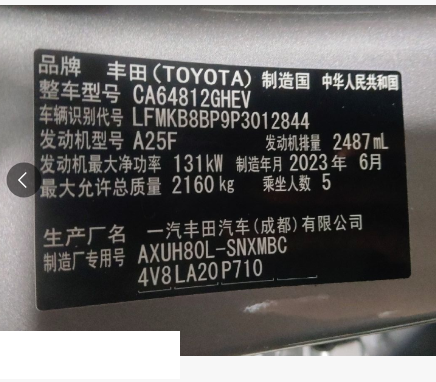 品牌 丰田(TOYOTA) 制造国 中华人民共和国
整车型号 CA64812GHEV
车辆识别代号 LFMKB8BP9P3012844
发动机型号 A25F 发动机排量 2487mL
发动机最大净功率 131kW 制造年月 2023年 6月
最大允许总质量 2160kg 乘坐人数 5
生产厂名 一汽丰田汽车(成都)有限公司
制造厂专用号 AXUH80L-SNXMBC
4V8LA20P710